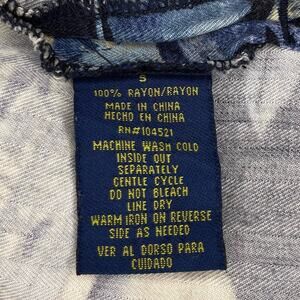 S
100% RAYON/RAYON
MADE IN CHINA
HECHO EN CHINA
RN#104521
MACHINE WASH COLD
INSIDE OUT
SEPARATELY
GENTLE CYCLE
DO NOT BLEACH
LINE DRY
WARM IRON ON REVERSE
SIDE AS NEEDED
VER AL DORSO PARA
CUIDADO